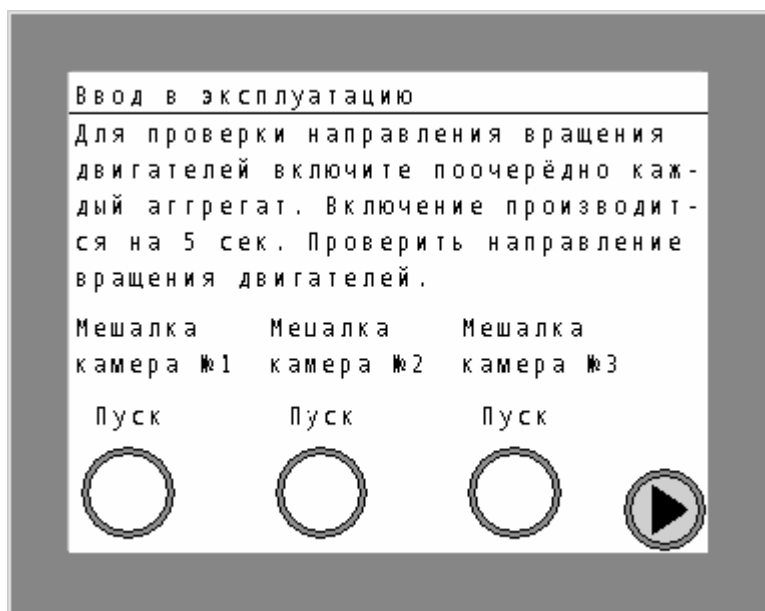 Ввод в эксплуатацию
Для проверки направления вращения
двигателей включите поочерёдно каж-
дый аггрегат. Включение производит-
ся на 5 сек. Проверить направление
вращения двигателей.
Мешалка Мецалка Мешалка
камера №1 камера №2 камера №3
Пуск Пуск Пуск